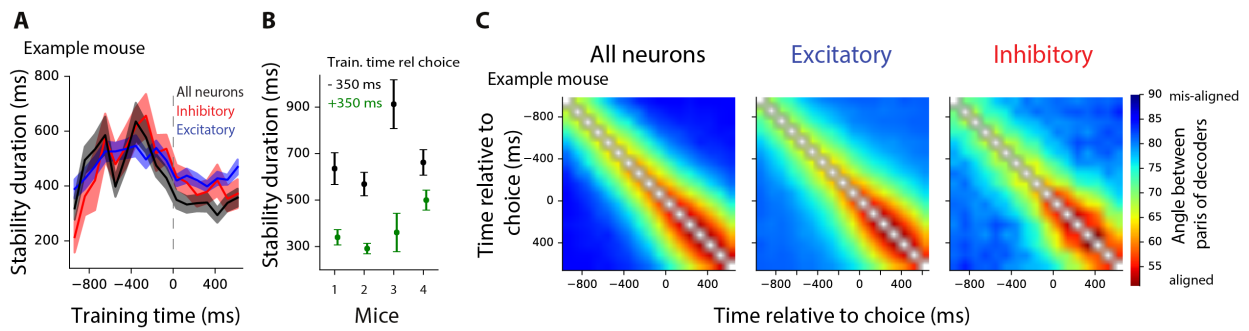 A
Example mouse
Stability duration (ms)
800
600
400
200
All neurons
Inhibitory
Excitatory
−800
−400
0
400
Training time (ms)
B
Train. time rel choice
- 350 ms
+350 ms
Stability duration (ms)
900
700
500
300
1
2
3
4
Mice
C
All neurons
Excitatory
Inhibitory
Example mouse
Time relative to
choice (ms)
−800
−400
0
400
−800
−400
0
400
−800
−400
0
400
−800
−400
0
400
Time relative to choice (ms)
90
85
80
75
70
65
60
55
mis-aligned
aligned
Angle between
paris of decoders